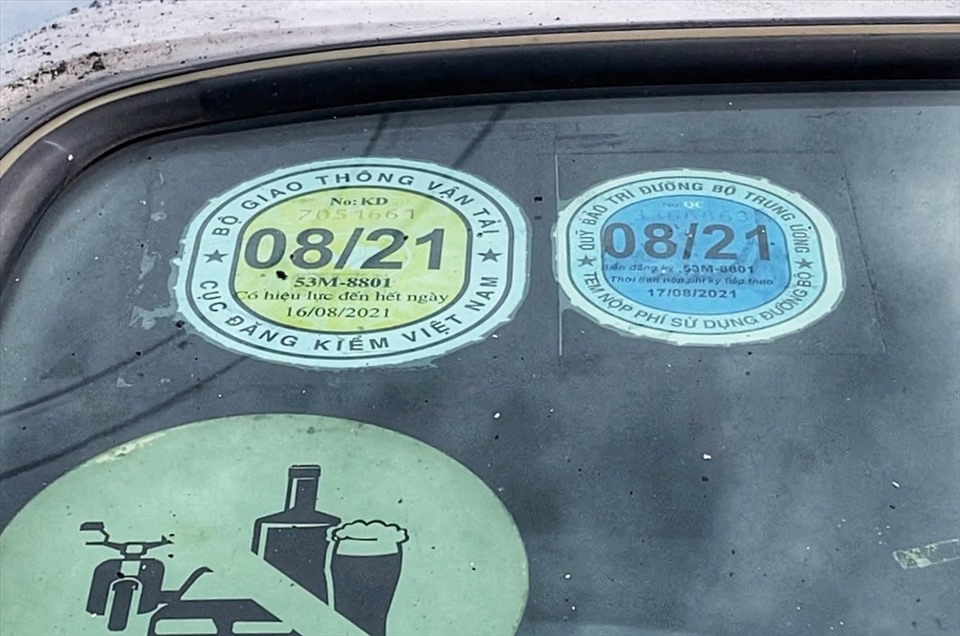 BỘ GIAO THÔNG VẬN TẢI
No: KD
7051661
08/21
53M-8801
Có hiệu lực đến hết ngày
16/08/2021
CỤC ĐĂNG KIỂM VIỆT NAM
QUỸ BẢO TRÌ ĐƯỜNG BỘ TRUNG ƯƠNG
No: QC
08/21
Biển đăng ký: 53M-8801
Thời hạn nộp phí kỳ tiếp theo
17/08/2021
TEM NỘP PHÍ SỬ DỤNG ĐƯỜNG BỘ